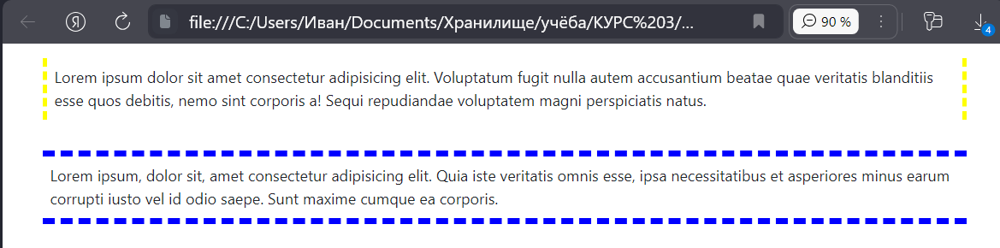 Я file:///C:/Users/Иван/Documents/Хранилище/учёба/КУРС%203/... 90 % 4
Lorem ipsum dolor sit amet consectetur adipisicing elit. Voluptatum fugit nulla autem accusantium beatae quae veritatis blanditiis
esse quos debitis, nemo sint corporis a! Sequi repudiandae voluptatem magni perspiciatis natus.
Lorem ipsum, dolor sit, amet consectetur adipisicing elit. Quia iste veritatis omnis esse, ipsa necessitatibus et asperiores minus earum
corrupti iusto vel id odio saepe. Sunt maxime cumque ea corporis.